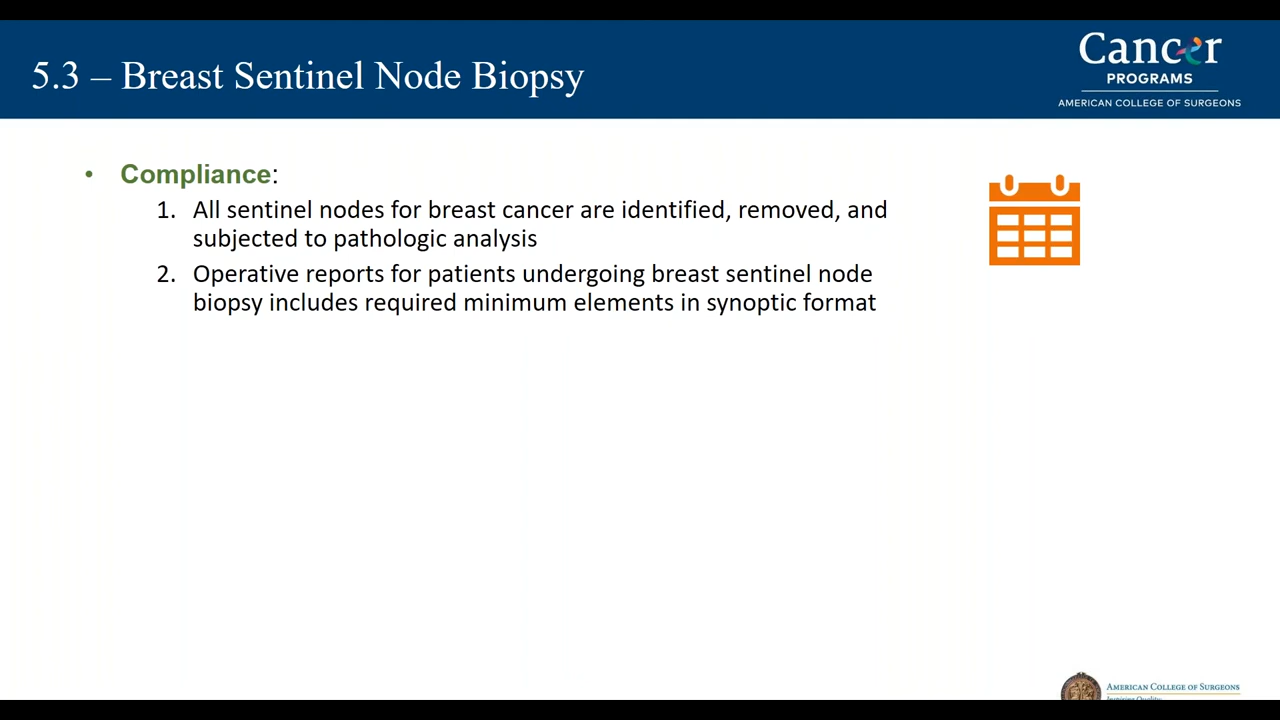 5.3 – Breast Sentinel Node Biopsy
Cancer
PROGRAMS
AMERICAN COLLEGE OF SURGEONS
• Compliance:
1. All sentinel nodes for breast cancer are identified, removed, and
subjected to pathologic analysis
2. Operative reports for patients undergoing breast sentinel node
biopsy includes required minimum elements in synoptic format
AMERICAN COLLEGE OF SURGEONS